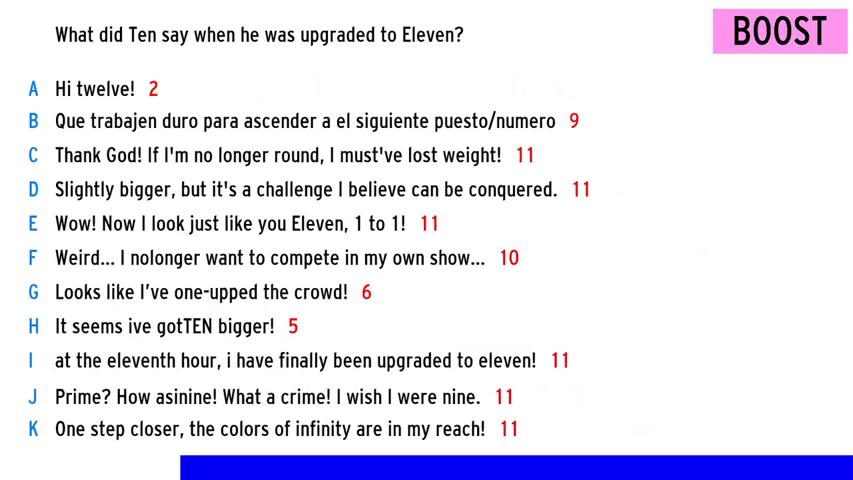 What did Ten say when he was upgraded to Eleven?
BOOST
A Hi twelve! 2
B Que trabajen duro para ascender a el siguiente puesto/numero 9
C Thank God! If I'm no longer round, I must've lost weight! 11
D Slightly bigger, but it's a challenge I believe can be conquered. 11
E Wow! Now I look just like you Eleven, 1 to 1! 11
F Weird... I nolonger want to compete in my own show... 10
G Looks like I’ve one-upped the crowd! 6
H It seems ive gotTEN bigger! 5
I at the eleventh hour, i have finally been upgraded to eleven! 11
J Prime? How asinine! What a crime! I wish I were nine. 11
K One step closer, the colors of infinity are in my reach! 11